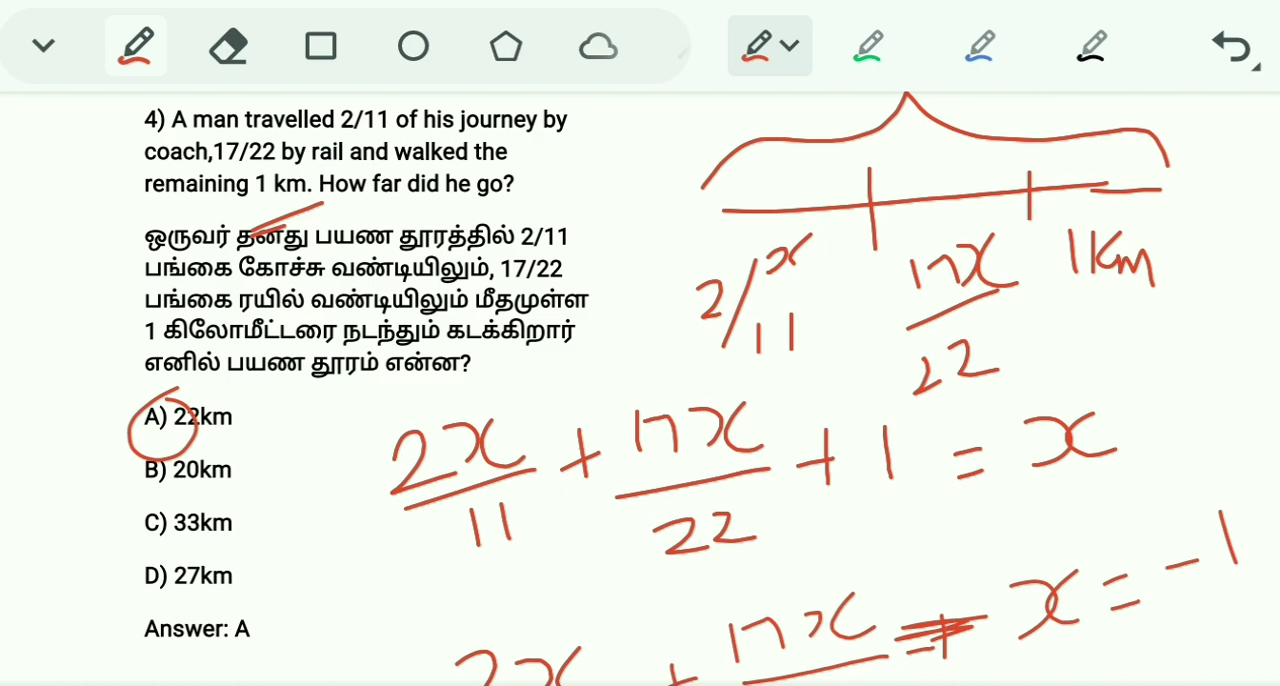 4) A man travelled 2/11 of his journey by
coach,17/22 by rail and walked the
remaining 1 km. How far did he go?
ஒருவர் தனது பயண தூரத்தில் 2/11
பங்கை கோச்சு வண்டியிலும், 17/22
பங்கை ரயில் வண்டியிலும் மீதமுள்ள
1 கிலோமீட்டரை நடந்தும் கடக்கிறார்
எனில் பயண தூரம் என்ன?
A) 22km
B) 20km
C) 33km
D) 27km
Answer: A
2/11 x 17x/22 1Km
2x/11 + 17x/22 + 1 = x
2x + 17x - x = -1